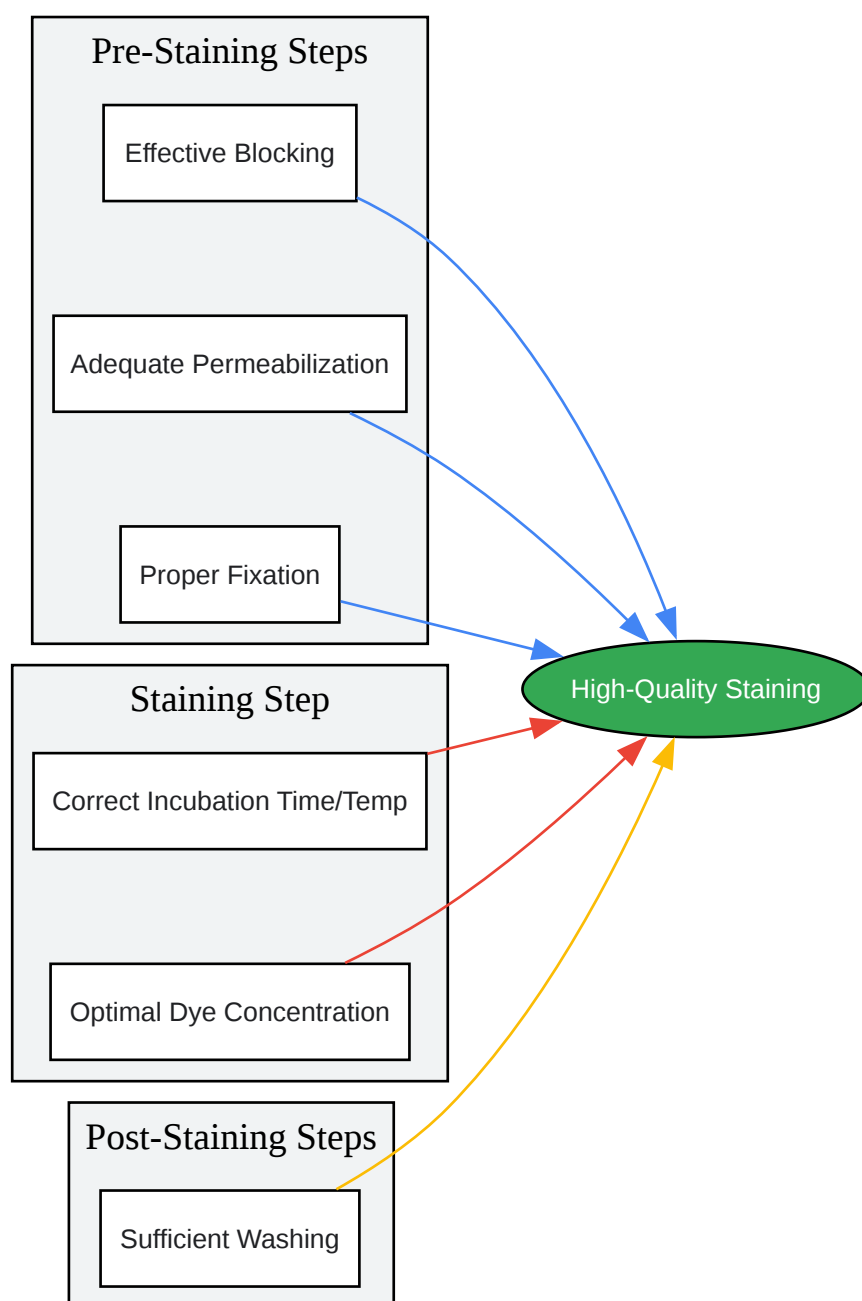 Pre-Staining Steps
Effective Blocking
Adequate Permeabilization
Proper Fixation
High-Quality Staining
Staining Step
Correct Incubation Time/Temp
Optimal Dye Concentration
Post-Staining Steps
Sufficient Washing